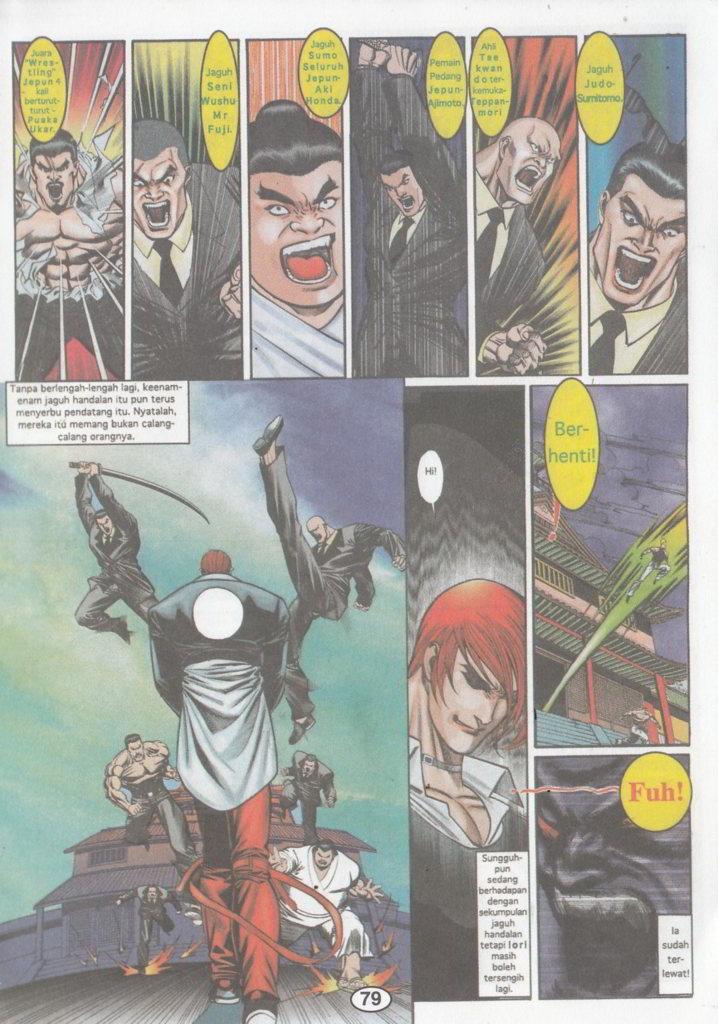 Juara
"Wres-
tling"
Jepun 4
kali
berturut-
turut -
Puaka
Ukar.
Jaguh
Seni
Wushu-
Mr
Fuji.
Jaguh
Sumo
Seluruh
Jepun-
Aki
Honda.
Pemain
Pedang
Jepun-
Ajimoto.
Ahli
Tae
kwan
do ter-
kemuka-
Teppan-
mori
Jaguh
Judo-
Sumitomo.
Tanpa berlengah-lengah lagi, keenam-
enam jaguh handalan itu pun terus
menyerbu pendatang itu. Nyatalah,
mereka itu memang bukan calang-
calang orangnya.
Hi!
Sungguh-
pun
sedang
berhadapan
dengan
sekumpulan
jaguh
handalan
tetapi Iori
masih
boleh
tersengih
lagi.
Ber-
henti!
Fuh!
Ia
sudah
ter-
lewat!
79